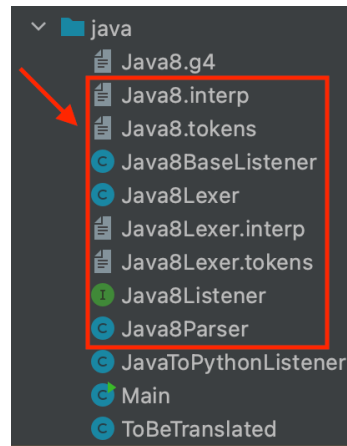 java
Java8.g4
Java8.interp
Java8.tokens
Java8BaseListener
Java8Lexer
Java8Lexer.interp
Java8Lexer.tokens
Java8Listener
Java8Parser
JavaToPythonListener
Main
ToBeTranslated